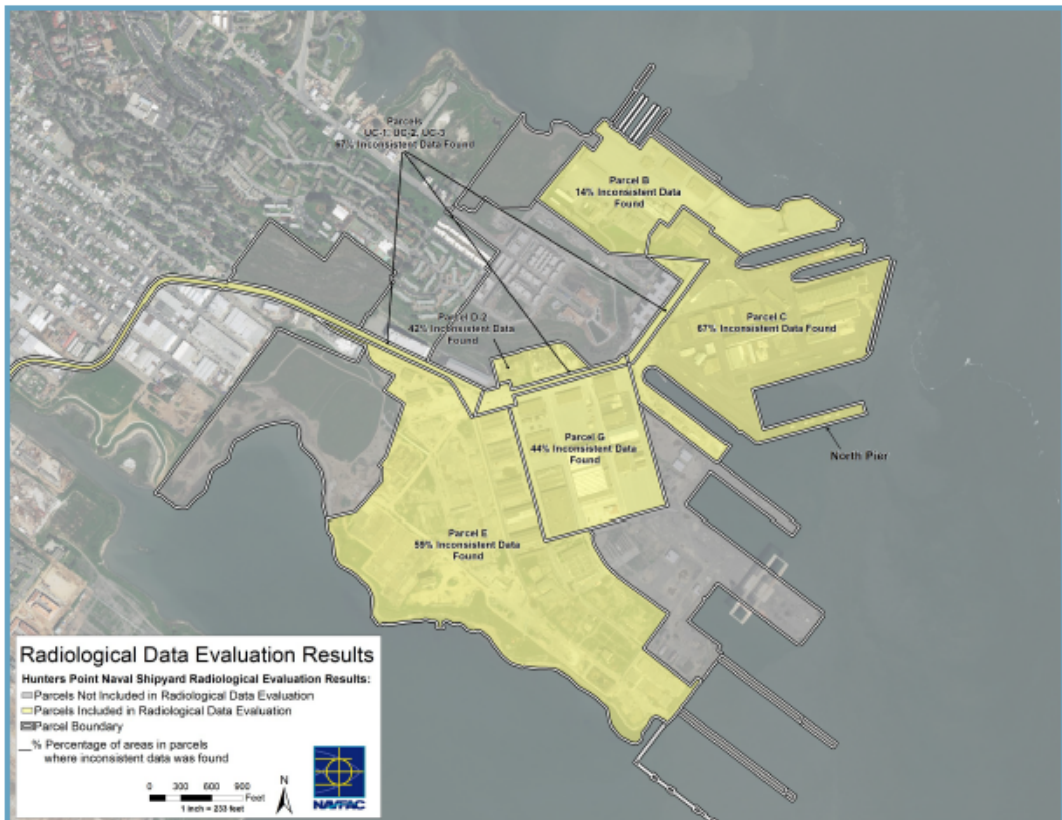 Parcels
UC-1, UC-2, UC-3
67% Inconsistent Data Found
Parcel B
14% Inconsistent Data
Found
Parcel D-2
42% Inconsistent Data
Found
Parcel C
67% Inconsistent Data Found
Parcel G
44% Inconsistent Data
Found
North Pier
Parcel E
59% Inconsistent Data
Found
Radiological Data Evaluation Results
Hunters Point Naval Shipyard Radiological Evaluation Results:
Parcels Not Included in Radiological Data Evaluation
Parcels Included in Radiological Data Evaluation
Parcel Boundary
% Percentage of areas in parcels
where inconsistent data was found
0 300 600 900
Feet
1 inch = 233 feet
N
NAVFAC